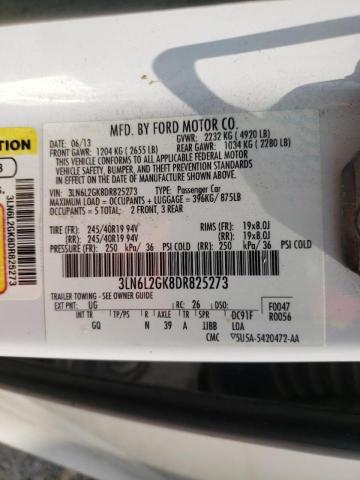 MFD. BY FORD MOTOR CO.
DATE: 06/13
GVWR: 2232 KG ( 4920 LB)
FRONT GAWR: 1204 KG ( 2655 LB)
REAR GAWR: 1034 KG ( 2280 LB)
THIS VEHICLE CONFORMS TO ALL APPLICABLE FEDERAL MOTOR
VEHICLE SAFETY, BUMPER, AND THEFT PREVENTION STANDARDS
IN EFFECT ON THE DATE OF MANUFACTURE SHOWN ABOVE.
VIN: 3LN6L2GK8DR825273 TYPE: Passenger Car
MAXIMUM LOAD = OCCUPANTS + LUGGAGE = 396KG/ 875LB
OCCUPANTS = 5 TOTAL: 2 FRONT, 3 REAR
TIRE (FR): 245/40R19 94V RIMS (FR): 19x8.0J
TIRE (RR): 245/40R19 94V (RR): 19x8.0J
PRESSURE (FR): 250 kPa/ 36 PSI COLD (RR): 250 kPa/ 36 PSI COLD
3LN6L2GK8DR825273
TRAILER TOWING - SEE OWNER GUIDE
EXT PNT: UG RC: 26 DSO: F0047
INT TR TP/PS R AXLE TR SPR DC91F R0056
GQ N 39 A JJBB LOA
CMC 5U5A-5420472-AA
TION
3LN6L2GK8DR825273